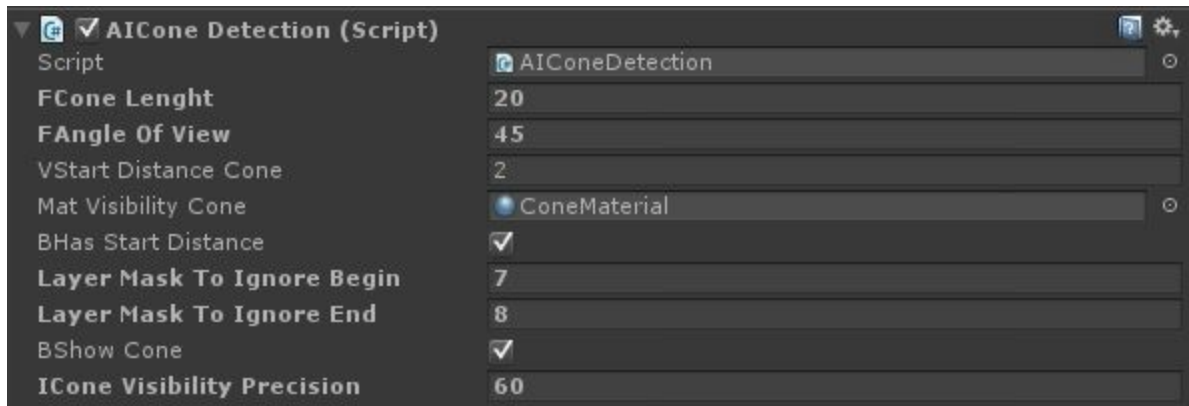 AICone Detection (Script)
Script AIConeDetection
FCone Lenght 20
FAngle Of View 45
VStart Distance Cone 2
Mat Visibility Cone ConeMaterial
BHas Start Distance
Layer Mask To Ignore Begin 7
Layer Mask To Ignore End 8
BShow Cone
ICone Visibility Precision 60